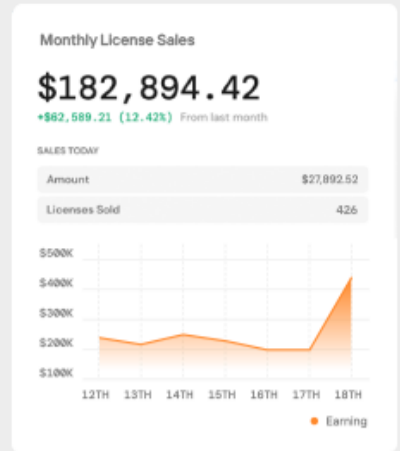 Monthly License Sales
$182,894.42
+$62,589.21 (12.42%) From last month
SALES TODAY
Amount $27,892.52
Licenses Sold 426
$500K
$400K
$300K
$200K
$100K
12TH 13TH 14TH 15TH 16TH 17TH 18TH
Earning